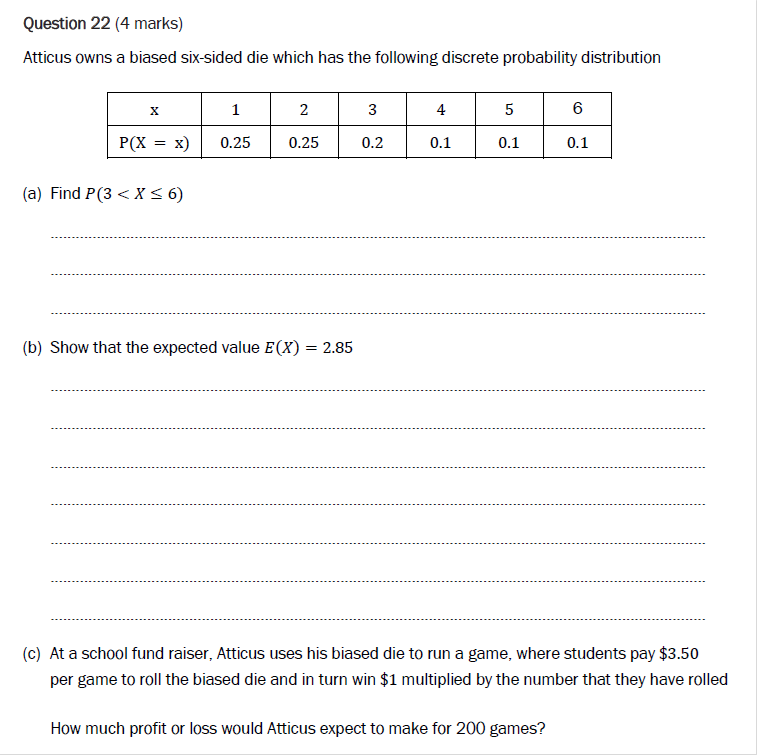 Question 22 (4 marks)
Atticus owns a biased six-sided die which has the following discrete probability distribution
x 1 2 3 4 5 6
P(X = x) 0.25 0.25 0.2 0.1 0.1 0.1
(a) Find P(3 < X ≤ 6)
(b) Show that the expected value E(X) = 2.85
(c) At a school fund raiser, Atticus uses his biased die to run a game, where students pay $3.50
per game to roll the biased die and in turn win $1 multiplied by the number that they have rolled
How much profit or loss would Atticus expect to make for 200 games?